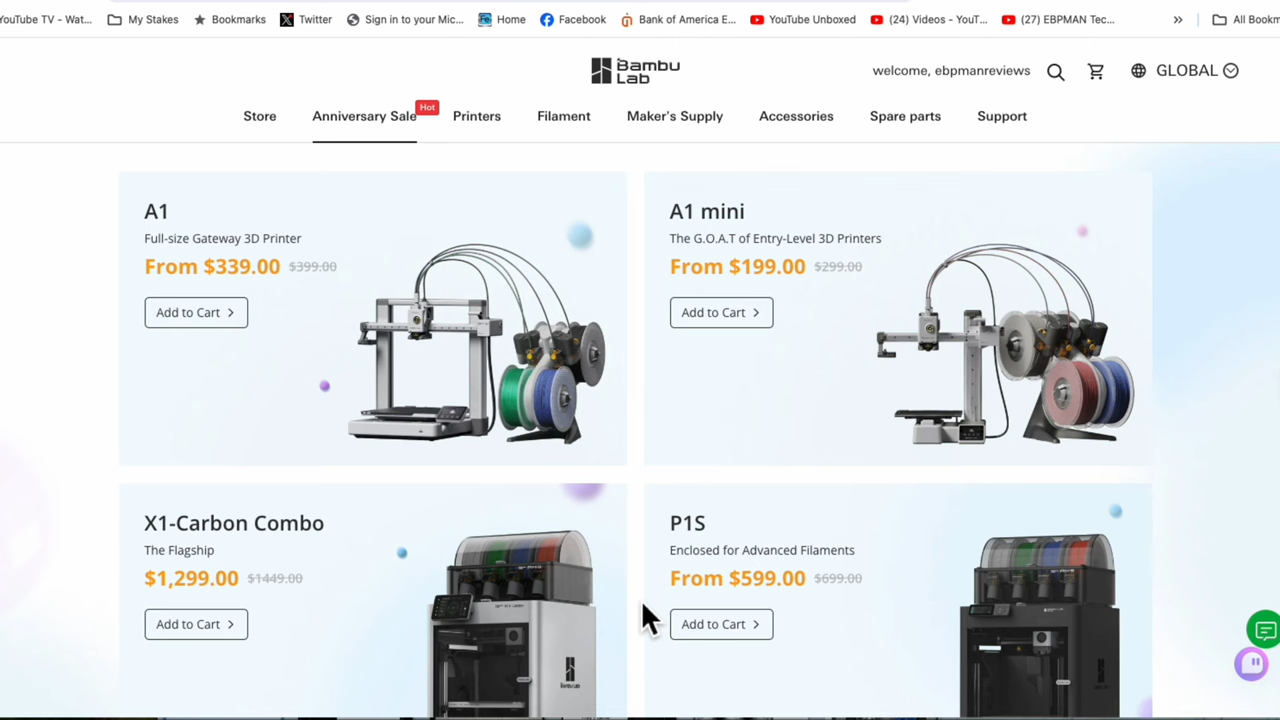 YouTube TV - Wat...
My Stakes
Bookmarks
Twitter
Sign in to your Mic...
Home
Facebook
Bank of America E...
YouTube Unboxed
(24) Videos - YouT...
(27) EBPMAN Tec...
All Bookm
Bambu Lab
welcome, ebpmanreviews
GLOBAL
Store
Anniversary Sale
Hot
Printers
Filament
Maker's Supply
Accessories
Spare parts
Support
A1
Full-size Gateway 3D Printer
From $339.00 $399.00
Add to Cart >
A1 mini
The G.O.A.T of Entry-Level 3D Printers
From $199.00 $299.00
Add to Cart >
X1-Carbon Combo
The Flagship
$1,299.00 $1449.00
Add to Cart >
P1S
Enclosed for Advanced Filaments
From $599.00 $699.00
Add to Cart >